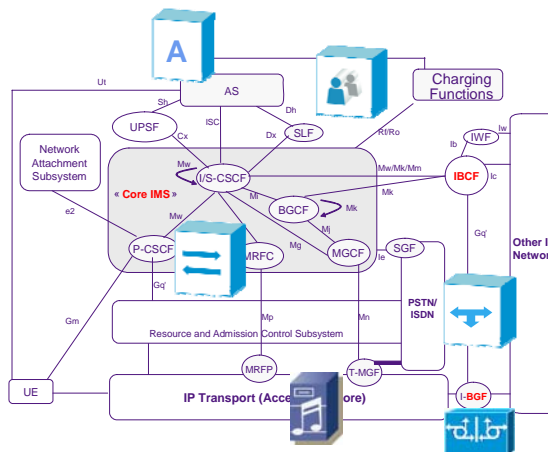 A
Ut
AS
Charging
Functions
Sh
ISC
Dh
UPSF
Cx
Dx
SLF
Rf/Ro
Iw
IWF
Ib
Network
Attachment
Subsystem
Mw
I/S-CSCF
Mw/Mk/Mm
IBCF
Ic
« Core IMS »
Mi
Mk
BGCF
Mk
e2
Mw
Mj
Gq'
P-CSCF
Mg
MRFC
MGCF
Ie
SGF
Other I
Network
Gq'
PSTN/
ISDN
Gm
Mp
Mn
Resource and Admission Control Subsystem
MRFP
T-MGF
UE
IP Transport (Acce
ore)
I-BGF